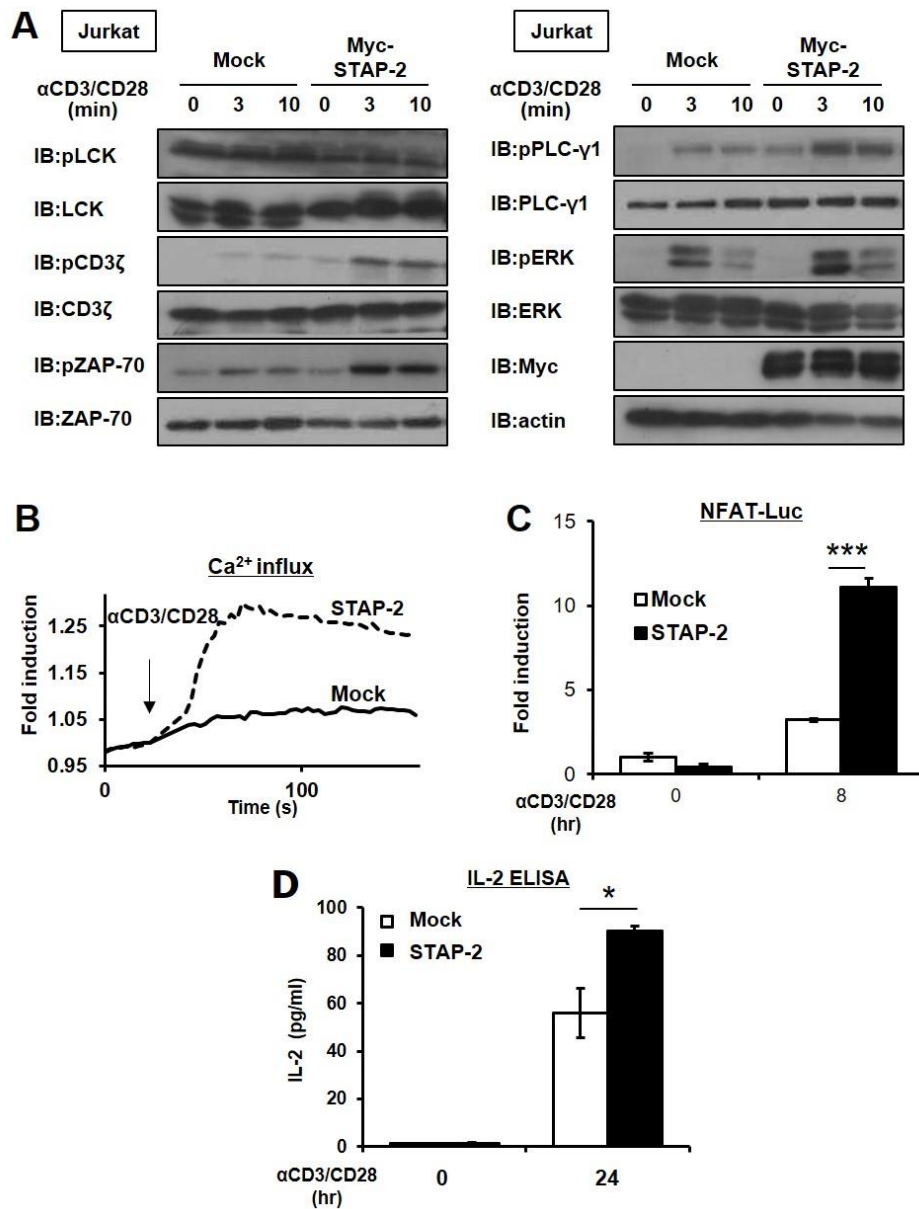 A
Jurkat
Mock
Myc-
STAP-2
αCD3/CD28
(min)
0 3 10 0 3 10
IB:pLCK
IB:LCK
IB:pCD3ζ
IB:CD3ζ
IB:pZAP-70
IB:ZAP-70
Jurkat
Mock
Myc-
STAP-2
αCD3/CD28
(min)
0 3 10 0 3 10
IB:pPLC-γ1
IB:PLC-γ1
IB:pERK
IB:ERK
IB:Myc
IB:actin
B
Ca²⁺ influx
αCD3/CD28
STAP-2
Mock
Fold induction
1.25
1.15
1.05
0.95
0 100
Time (s)
C
NFAT-Luc
***
Mock
STAP-2
Fold induction
15
10
5
0
αCD3/CD28
(hr)
0 8
D
IL-2 ELISA
*
Mock
STAP-2
IL-2 (pg/ml)
100
80
60
40
20
0
αCD3/CD28
(hr)
0 24